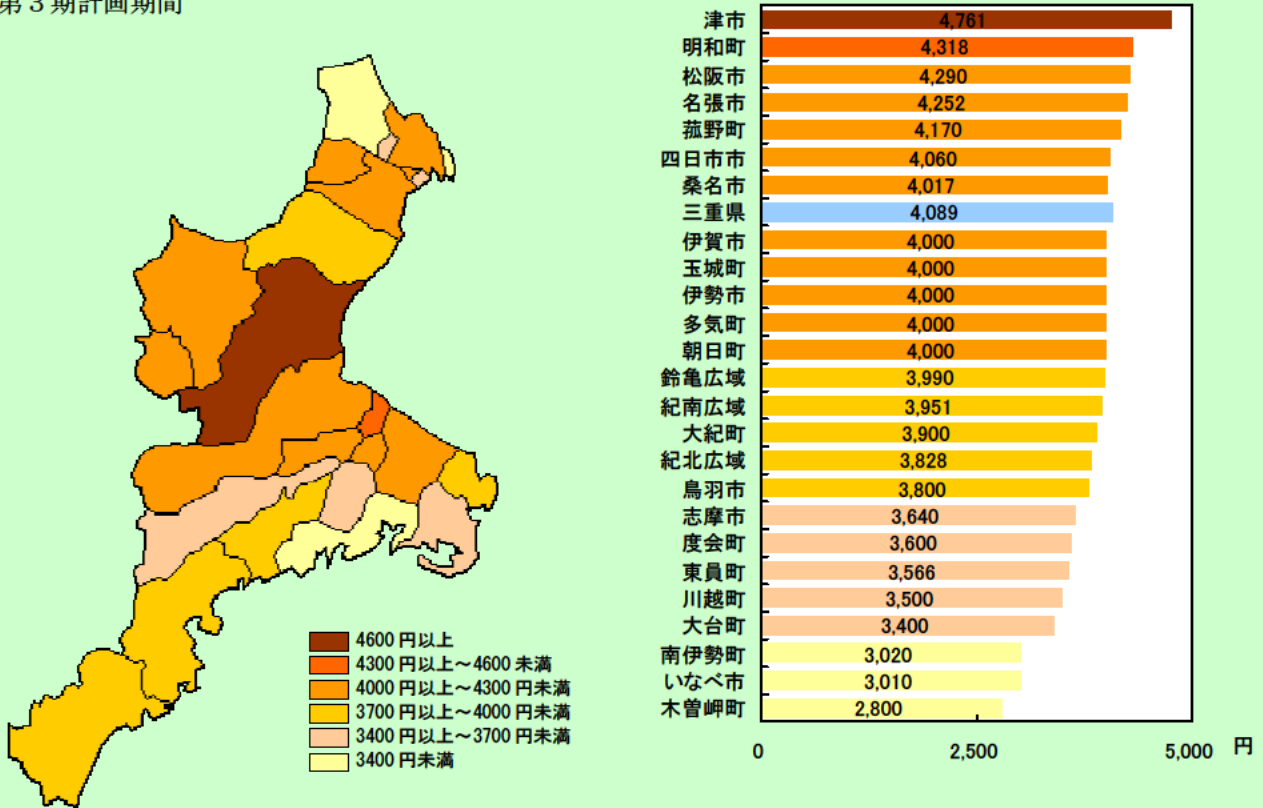 第３期計画期間
津市 4,761
明和町 4,318
松阪市 4,290
名張市 4,252
菰野町 4,170
四日市市 4,060
桑名市 4,017
三重県 4,089
伊賀市 4,000
玉城町 4,000
伊勢市 4,000
多気町 4,000
朝日町 4,000
鈴亀広域 3,990
紀南広域 3,951
大紀町 3,900
紀北広域 3,828
鳥羽市 3,800
志摩市 3,640
度会町 3,600
東員町 3,566
川越町 3,500
大台町 3,400
南伊勢町 3,020
いなべ市 3,010
木曽岬町 2,800
0 2,500 5,000 円
4600 円以上
4300 円以上～4600 未満
4000 円以上～4300 円未満
3700 円以上～4000 円未満
3400 円以上～3700 円未満
3400 円未満